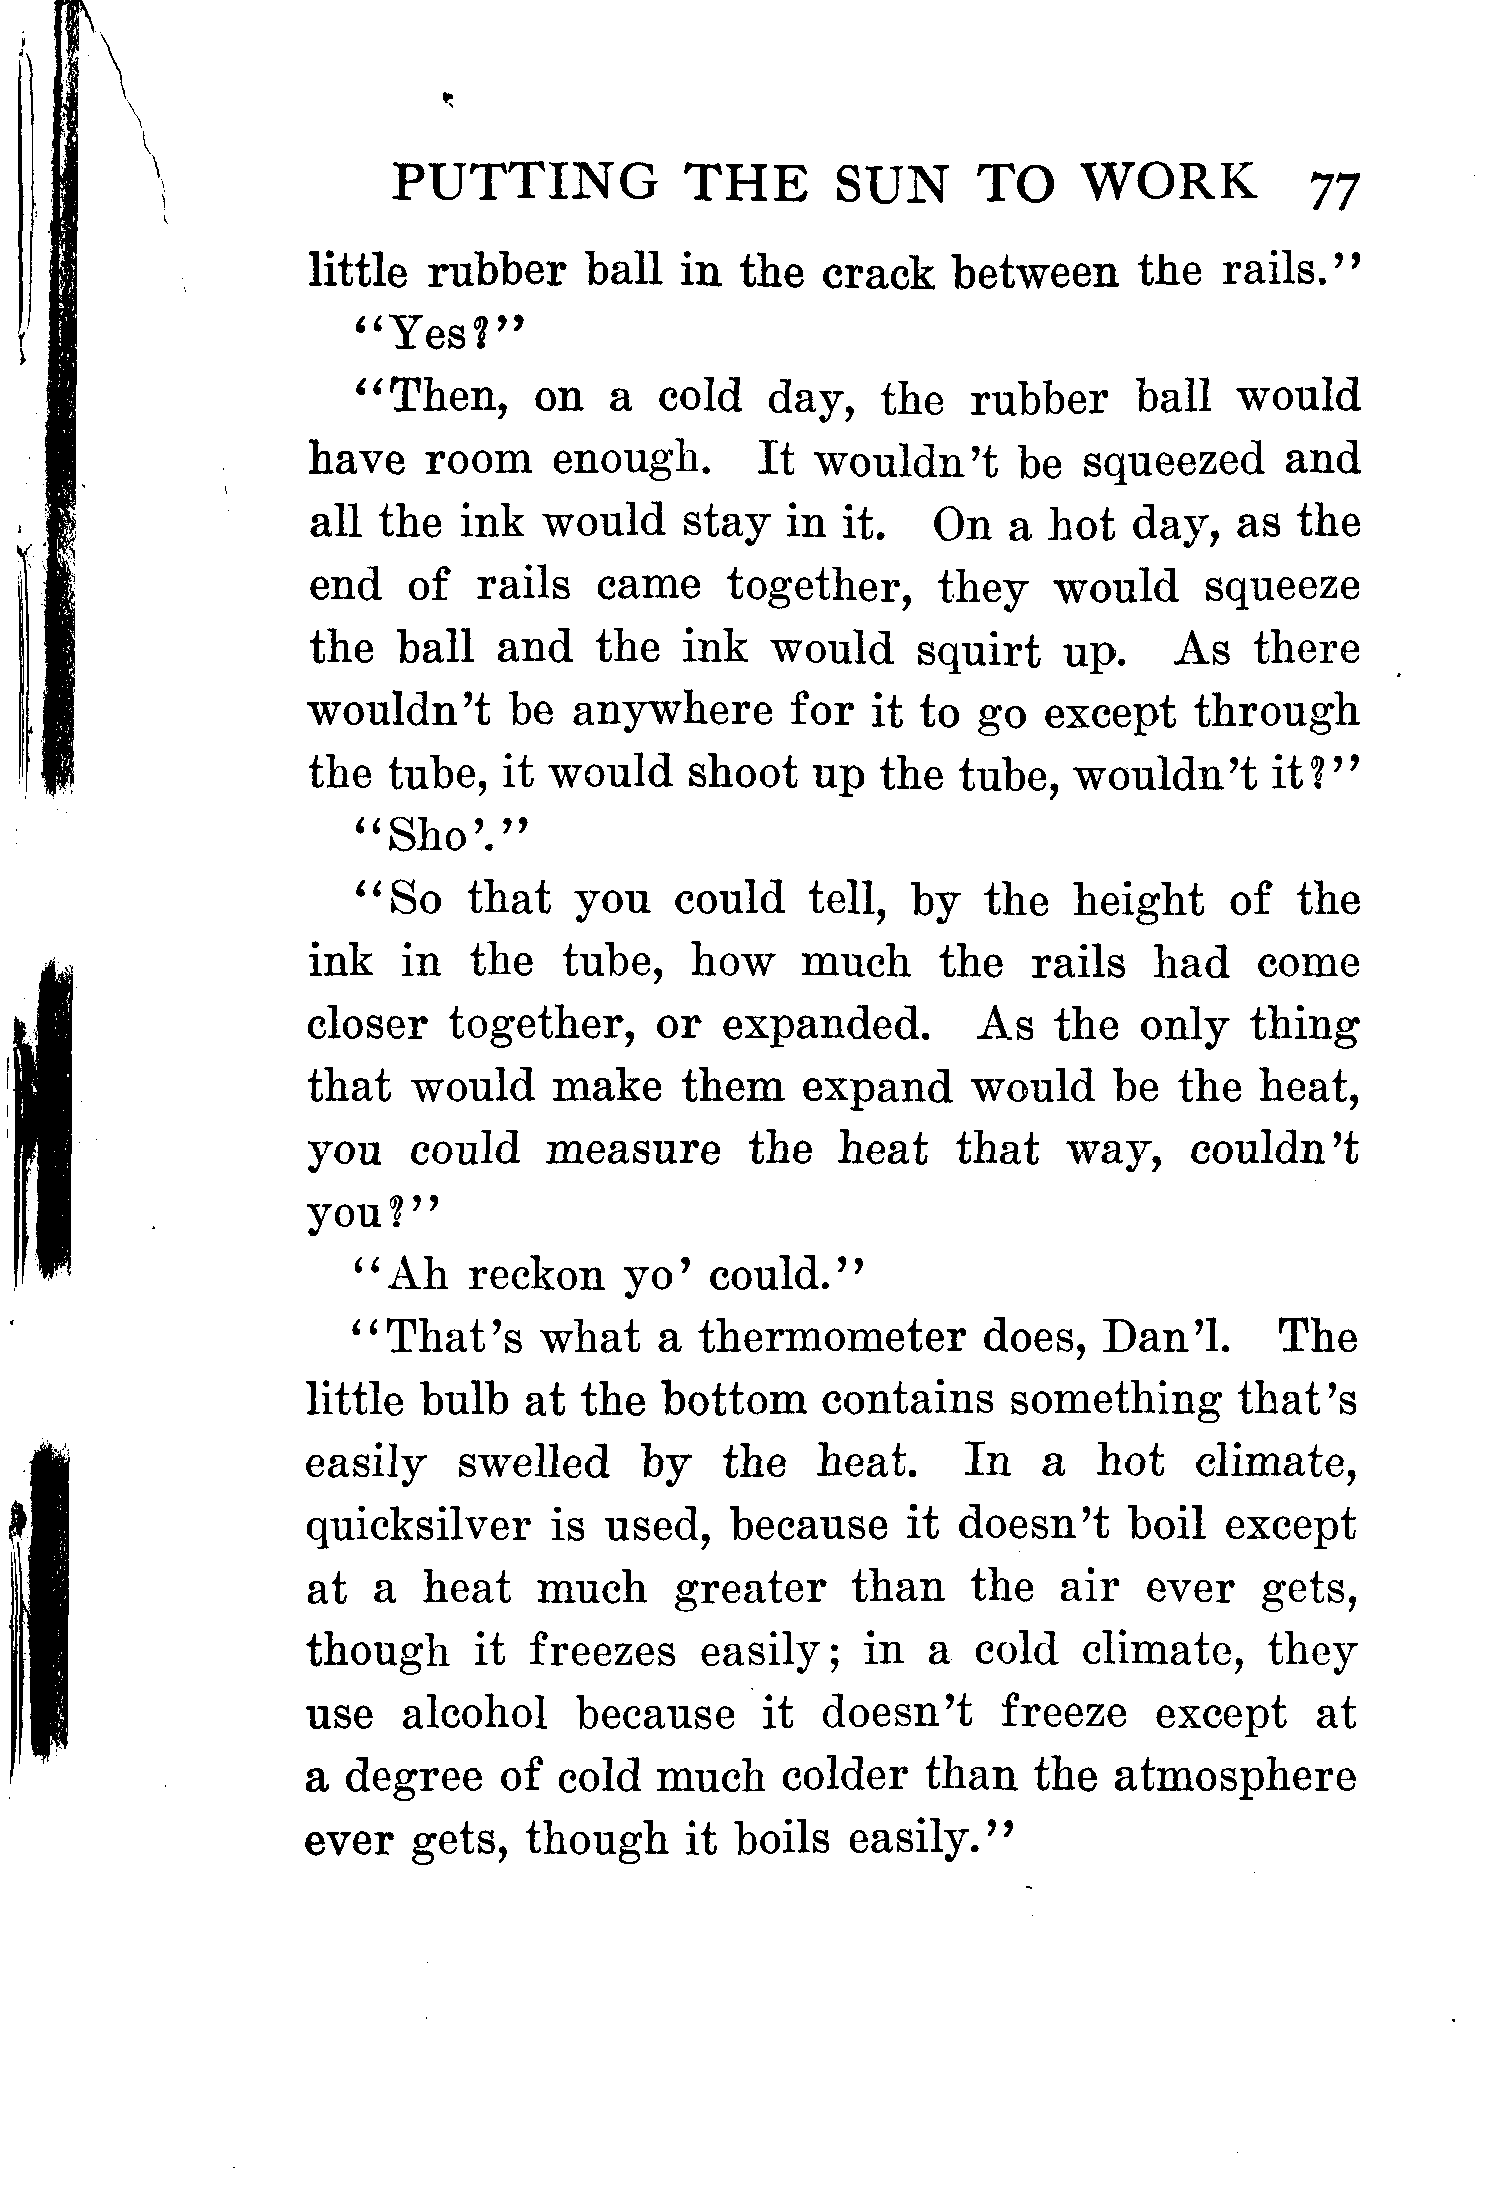 PUTTING THE SUN TO WORK 77
little rubber ball in the crack between the rails."
"Yes?"
"Then, on a cold day, the rubber ball would
have room enough. It wouldn't be squeezed and
all the ink would stay in it. On a hot day, as the
end of rails came together, they would squeeze
the ball and the ink would squirt up. As there
wouldn't be anywhere for it to go except through
the tube, it would shoot up the tube, wouldn't it?"
"Sho'."
"So that you could tell, by the height of the
ink in the tube, how much the rails had come
closer together, or expanded. As the only thing
that would make them expand would be the heat,
you could measure the heat that way, couldn't
you?"
"Ah reckon yo' could."
"That's what a thermometer does, Dan'l. The
little bulb at the bottom contains something that's
easily swelled by the heat. In a hot climate,
quicksilver is used, because it doesn't boil except
at a heat much greater than the air ever gets,
though it freezes easily; in a cold climate, they
use alcohol because it doesn't freeze except at
a degree of cold much colder than the atmosphere
ever gets, though it boils easily."